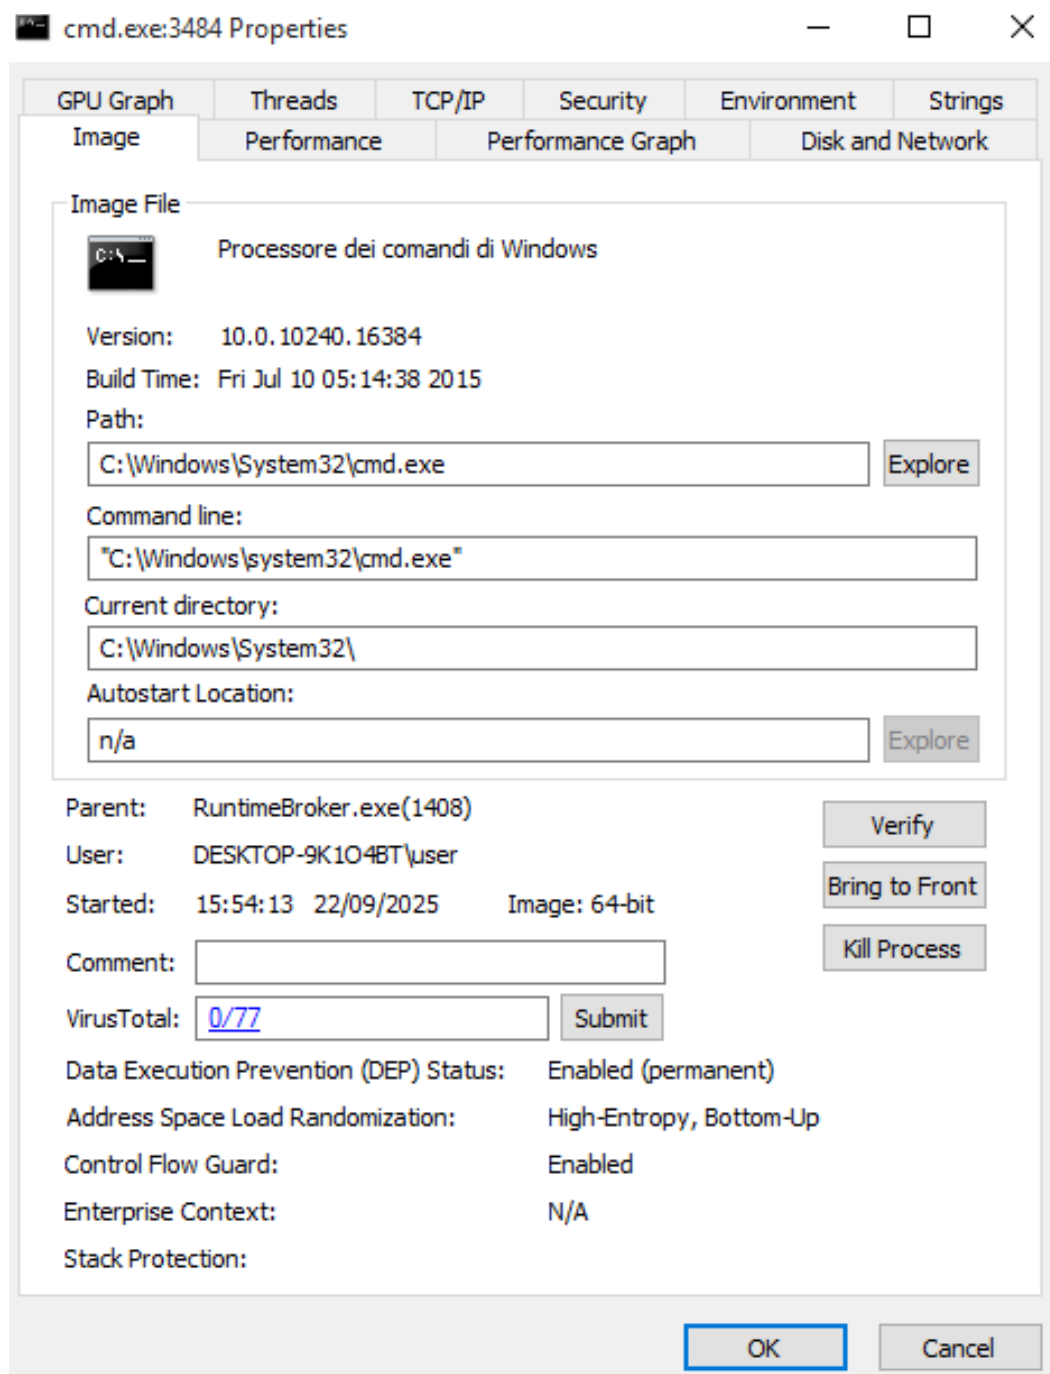 cmd.exe:3484 Properties
GPU Graph Threads TCP/IP Security Environment Strings
Image Performance Performance Graph Disk and Network
Image File
C:\_
Processore dei comandi di Windows
Version: 10.0.10240.16384
Build Time: Fri Jul 10 05:14:38 2015
Path:
C:\Windows\System32\cmd.exe Explore
Command line:
"C:\Windows\system32\cmd.exe"
Current directory:
C:\Windows\System32\
Autostart Location:
n/a Explore
Parent: RuntimeBroker.exe(1408)
Verify
User: DESKTOP-9K1O4BT\user
Bring to Front
Started: 15:54:13 22/09/2025 Image: 64-bit
Kill Process
Comment:
VirusTotal: 0/77 Submit
Data Execution Prevention (DEP) Status: Enabled (permanent)
Address Space Load Randomization: High-Entropy, Bottom-Up
Control Flow Guard: Enabled
Enterprise Context: N/A
Stack Protection:
OK Cancel